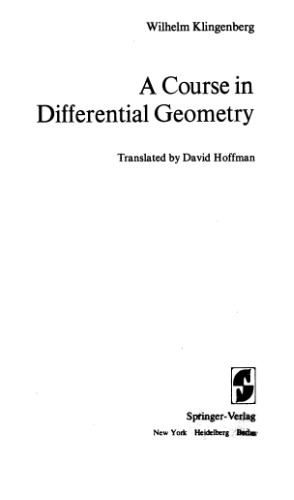 Wilhelm Klingenberg
A Course in
Differential Geometry
Translated by David Hoffman
Springer-Verlag
New York Heidelberg Berlin